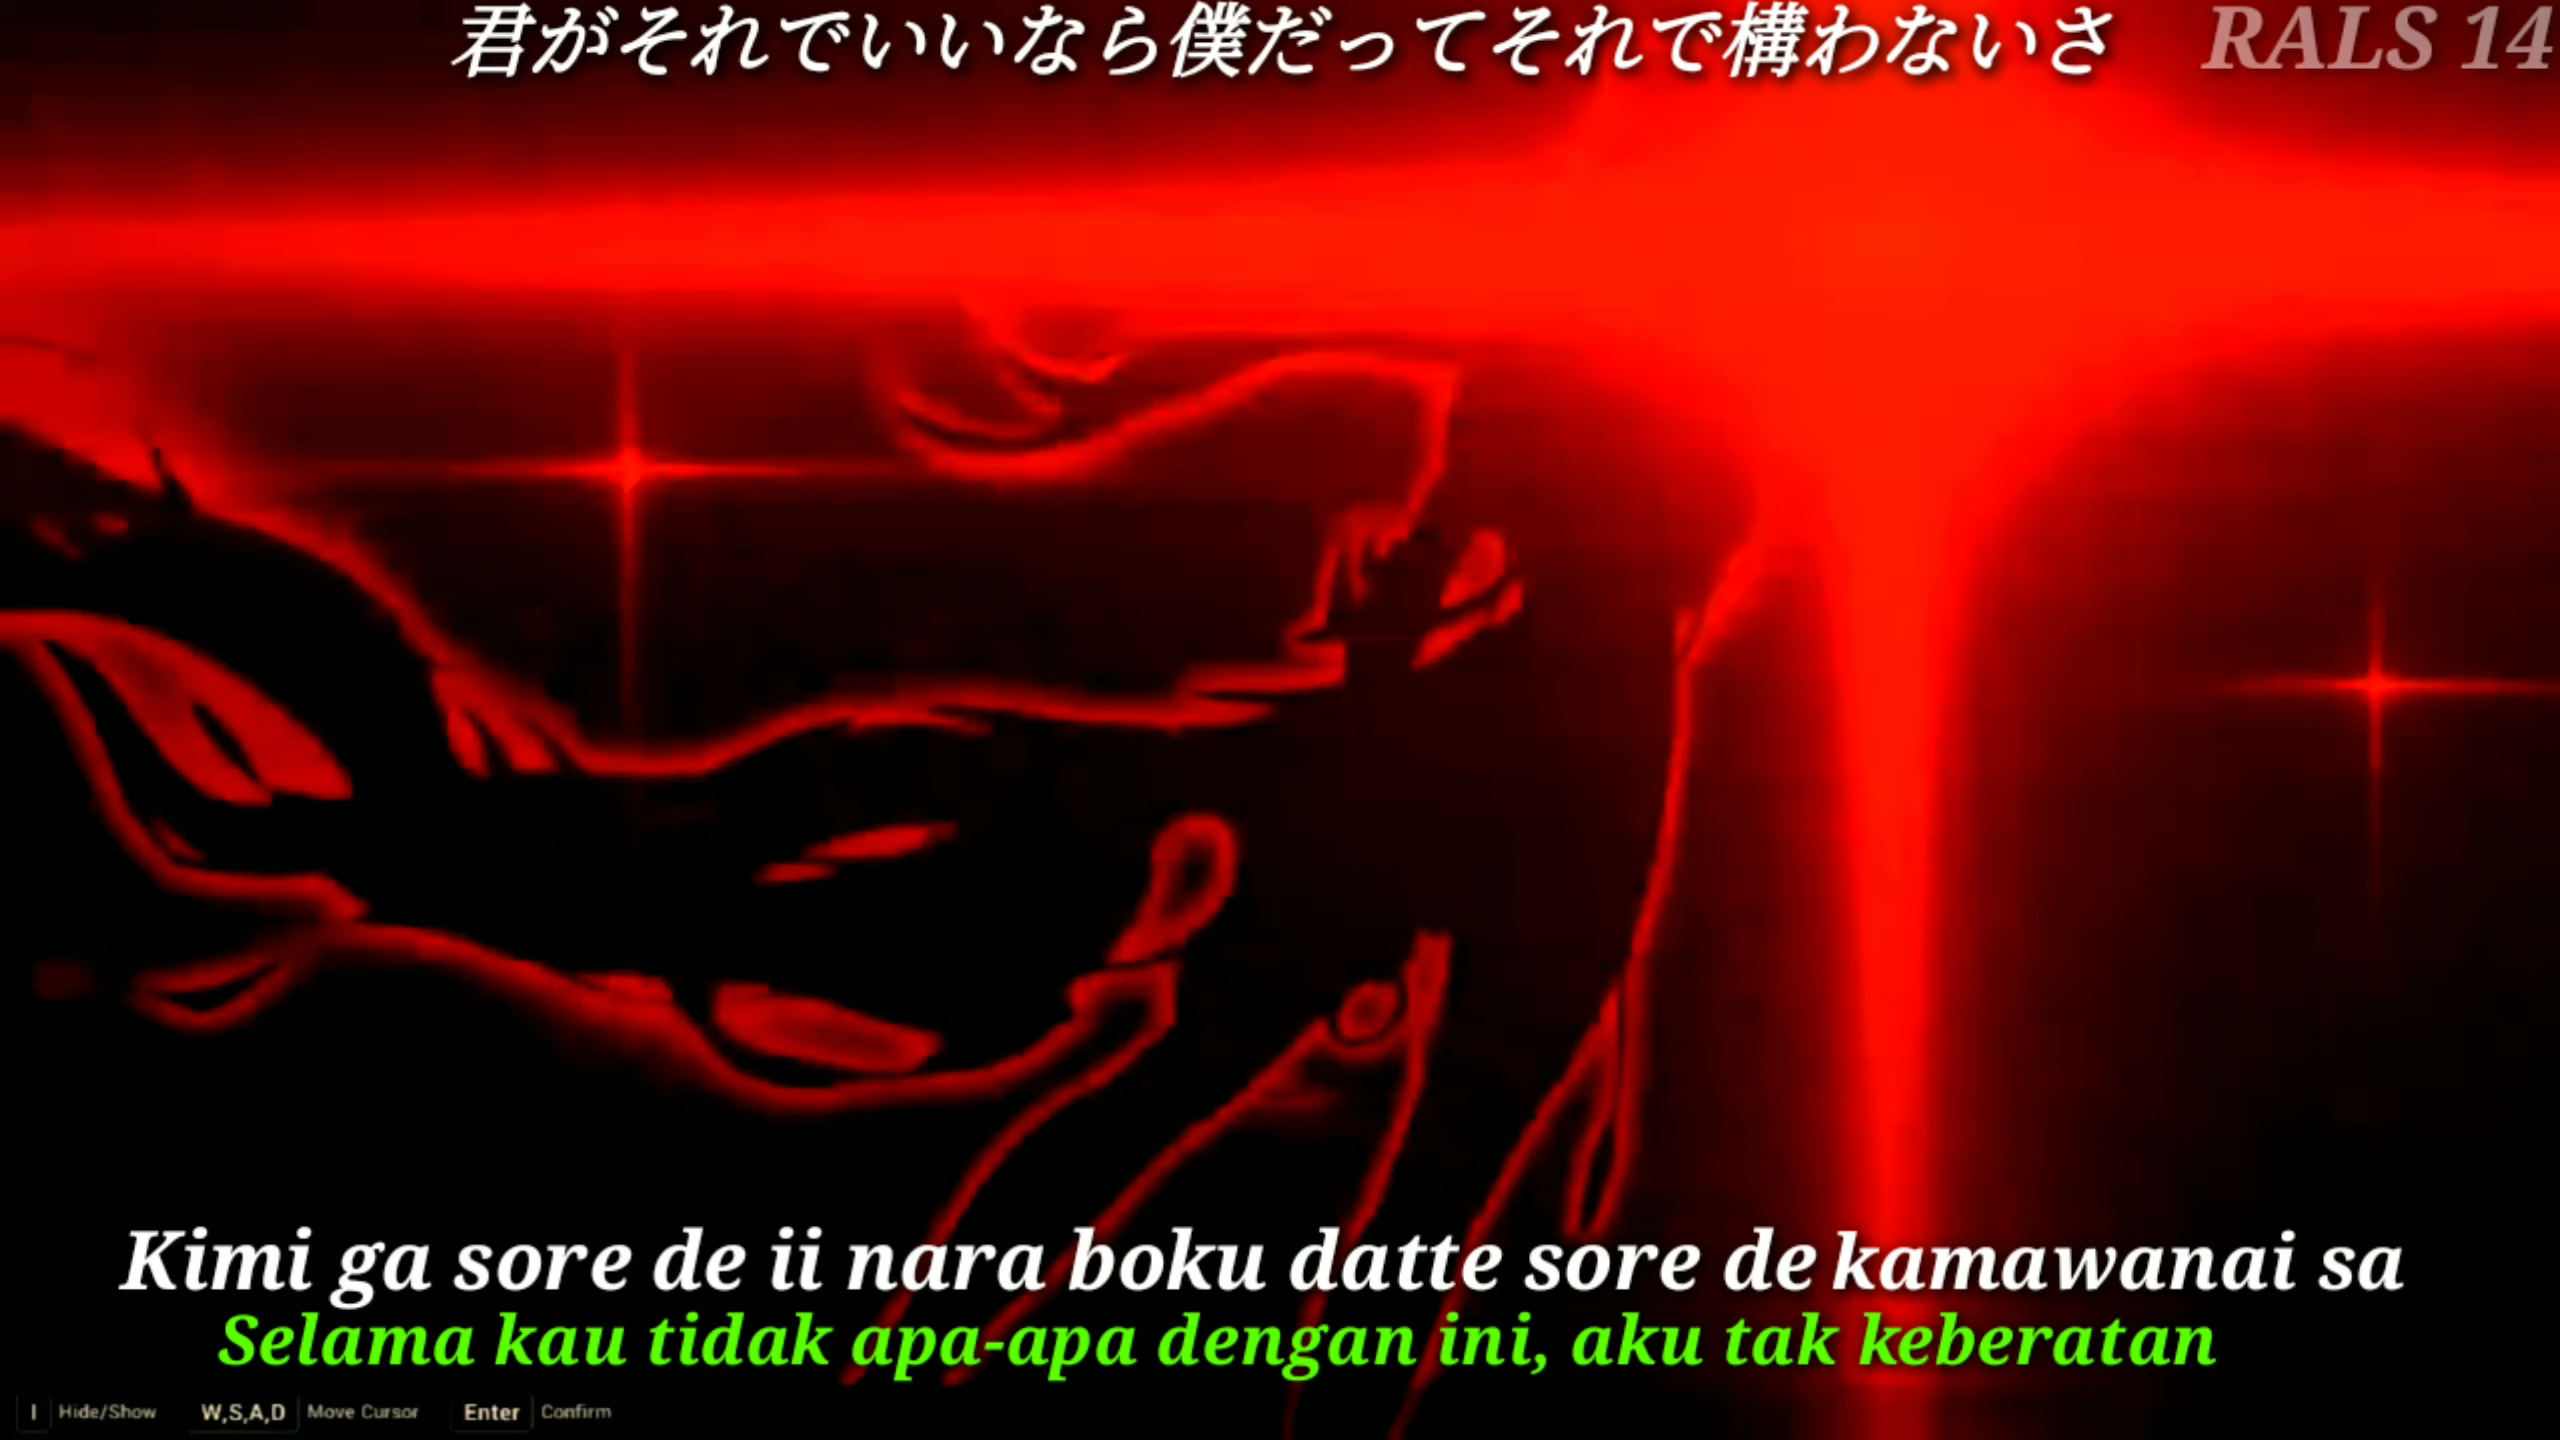 君がそれでいいなら僕だってそれで構わないさ RALS 14
Kimi ga sore de ii nara boku datte sore de kamawanai sa
Selama kau tidak apa-apa dengan ini, aku tak keberatan
I Hide/Show W,S,A,D Move Cursor Enter Confirm